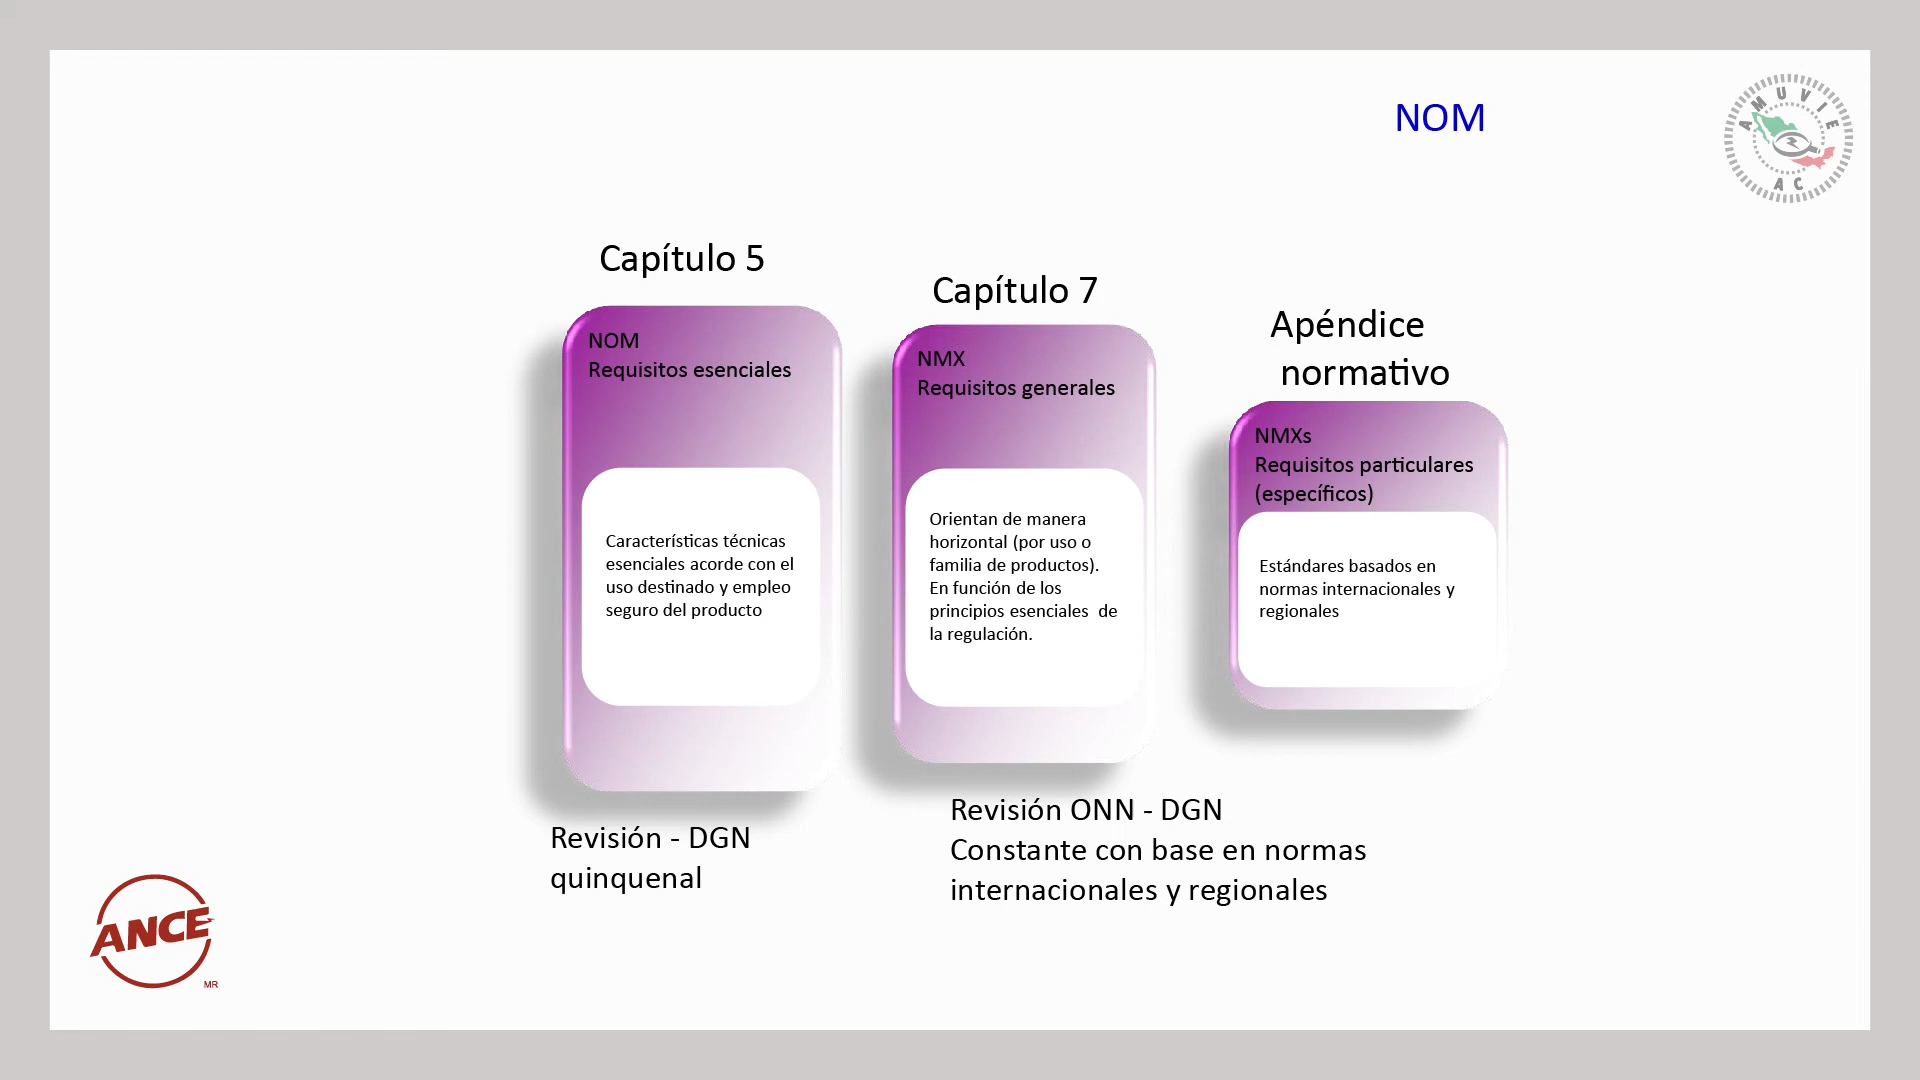 NOM
AMUVIE
AC
Capítulo 5
NOM
Requisitos esenciales
Características técnicas
esenciales acorde con el
uso destinado y empleo
seguro del producto
Revisión - DGN
quinquenal
Capítulo 7
NMX
Requisitos generales
Orientan de manera
horizontal (por uso o
familia de productos).
En función de los
principios esenciales  de
la regulación.
Apéndice
normativo
NMXs
Requisitos particulares
(específicos)
Estándares basados en
normas internacionales y
regionales
Revisión ONN - DGN
Constante con base en normas
internacionales y regionales
ANCE
MR